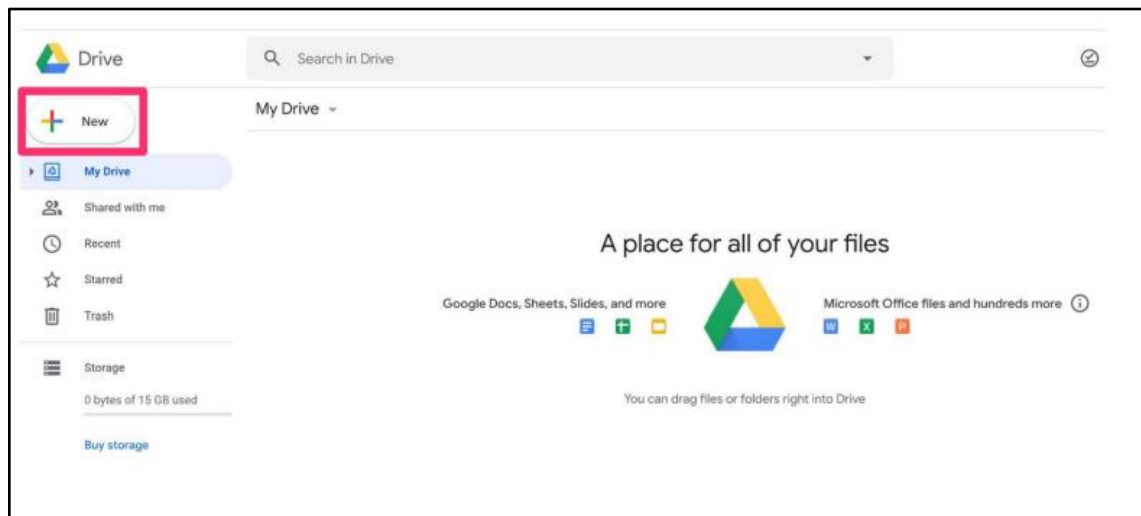 Drive
Search in Drive
New
My Drive
My Drive
Shared with me
Recent
Starred
Trash
Storage
0 bytes of 15 GB used
Buy storage
A place for all of your files
Google Docs, Sheets, Slides, and more
Microsoft Office files and hundreds more
W X P
You can drag files or folders right into Drive